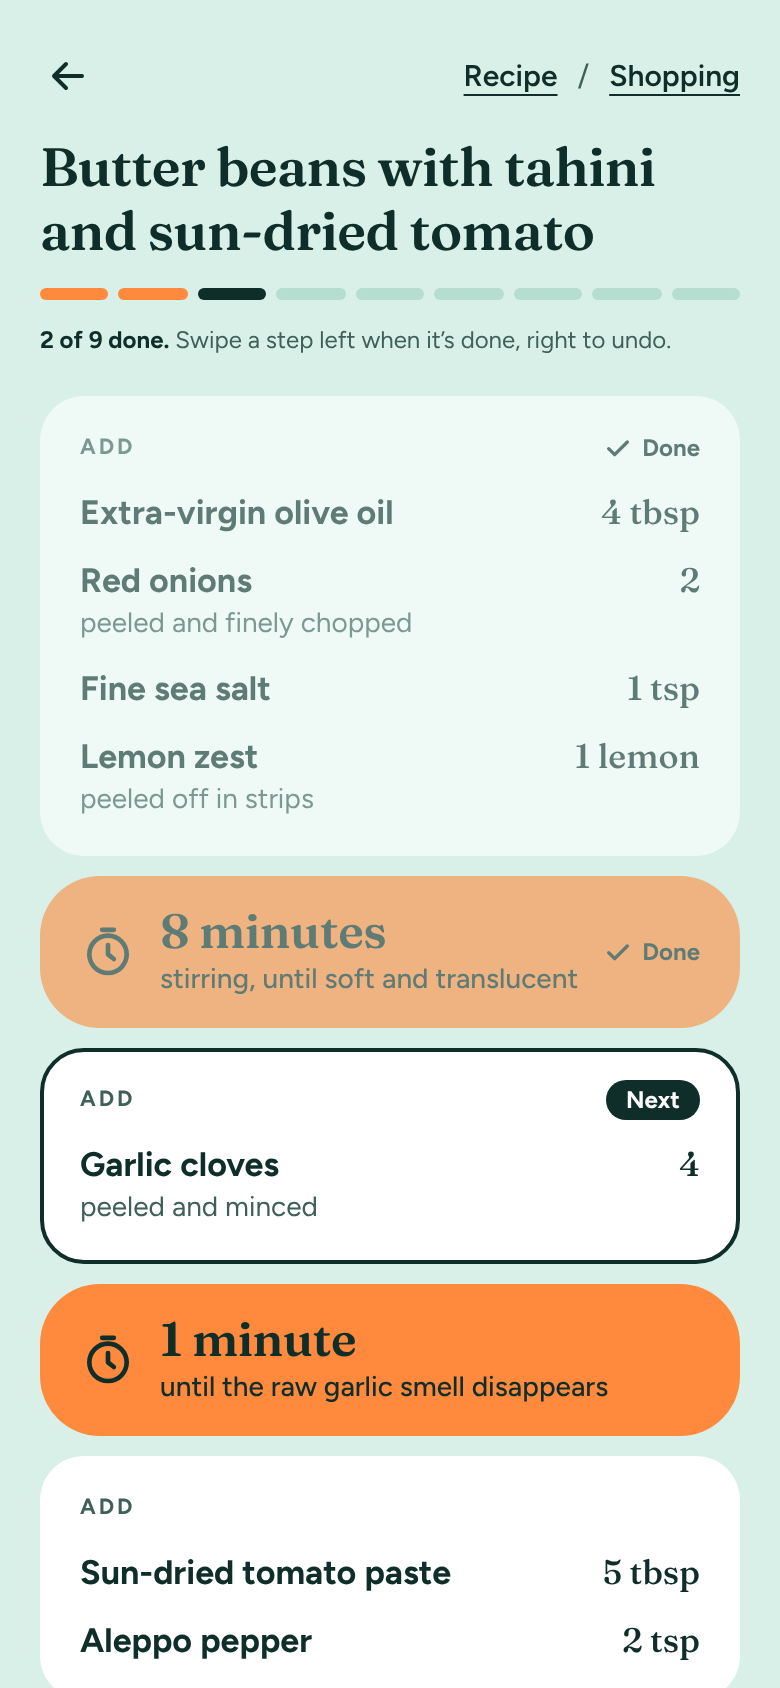 Recipe / Shopping
Butter beans with tahini
and sun-dried tomato
2 of 9 done. Swipe a step left when it’s done, right to undo.
ADD Done
Extra-virgin olive oil 4 tbsp
Red onions 2
peeled and finely chopped
Fine sea salt 1 tsp
Lemon zest 1 lemon
peeled off in strips
8 minutes
stirring, until soft and translucent Done
ADD Next
Garlic cloves 4
peeled and minced
1 minute
until the raw garlic smell disappears
ADD
Sun-dried tomato paste 5 tbsp
Aleppo pepper 2 tsp